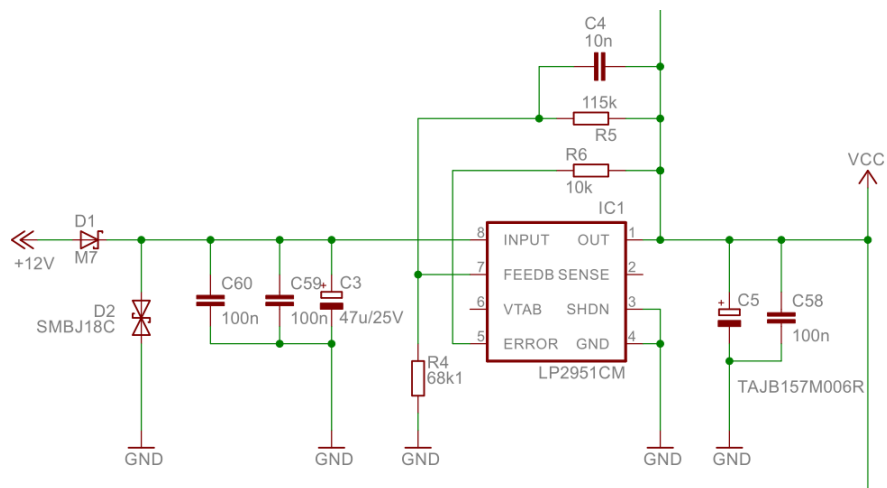 C4
10n
115k
R5
R6
10k
VCC
IC1
D1
+12V
M7
8
INPUT
OUT
1
7
FEEDB
SENSE
2
6
VTAB
SHDN
3
5
ERROR
GND
4
LP2951CM
D2
SMBJ18C
C60
100n
C59
100n
+
C3
47u/25V
R4
68k1
+
C5
C58
100n
TAJB157M006R
GND
GND
GND
GND
GND